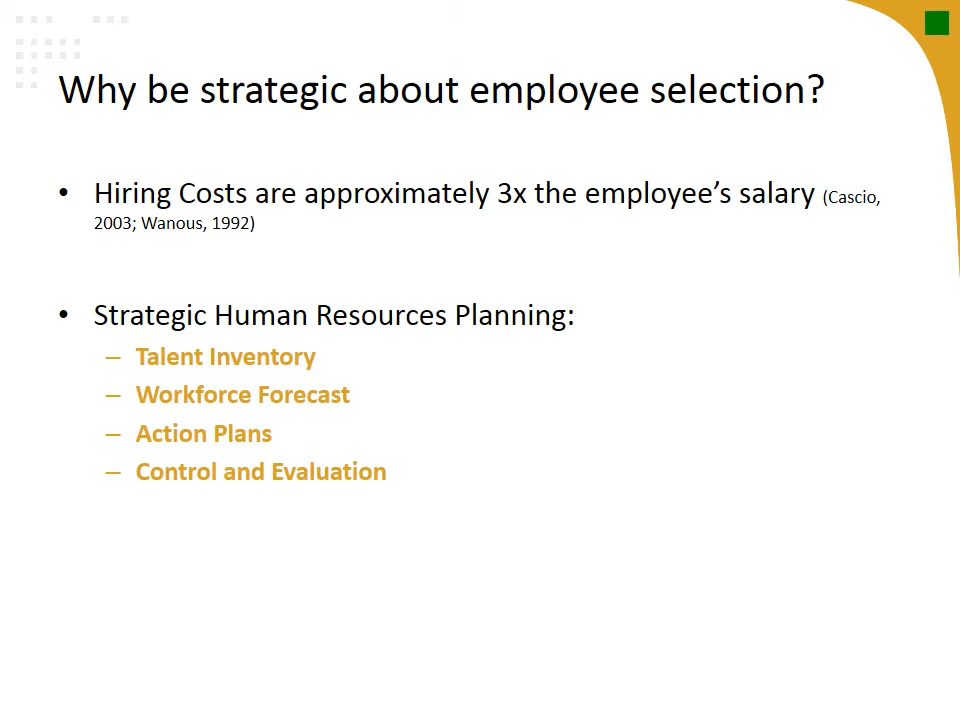 Why be strategic about employee selection?
• Hiring Costs are approximately 3x the employee’s salary (Cascio,
2003; Wanous, 1992)
• Strategic Human Resources Planning:
– Talent Inventory
– Workforce Forecast
– Action Plans
– Control and Evaluation